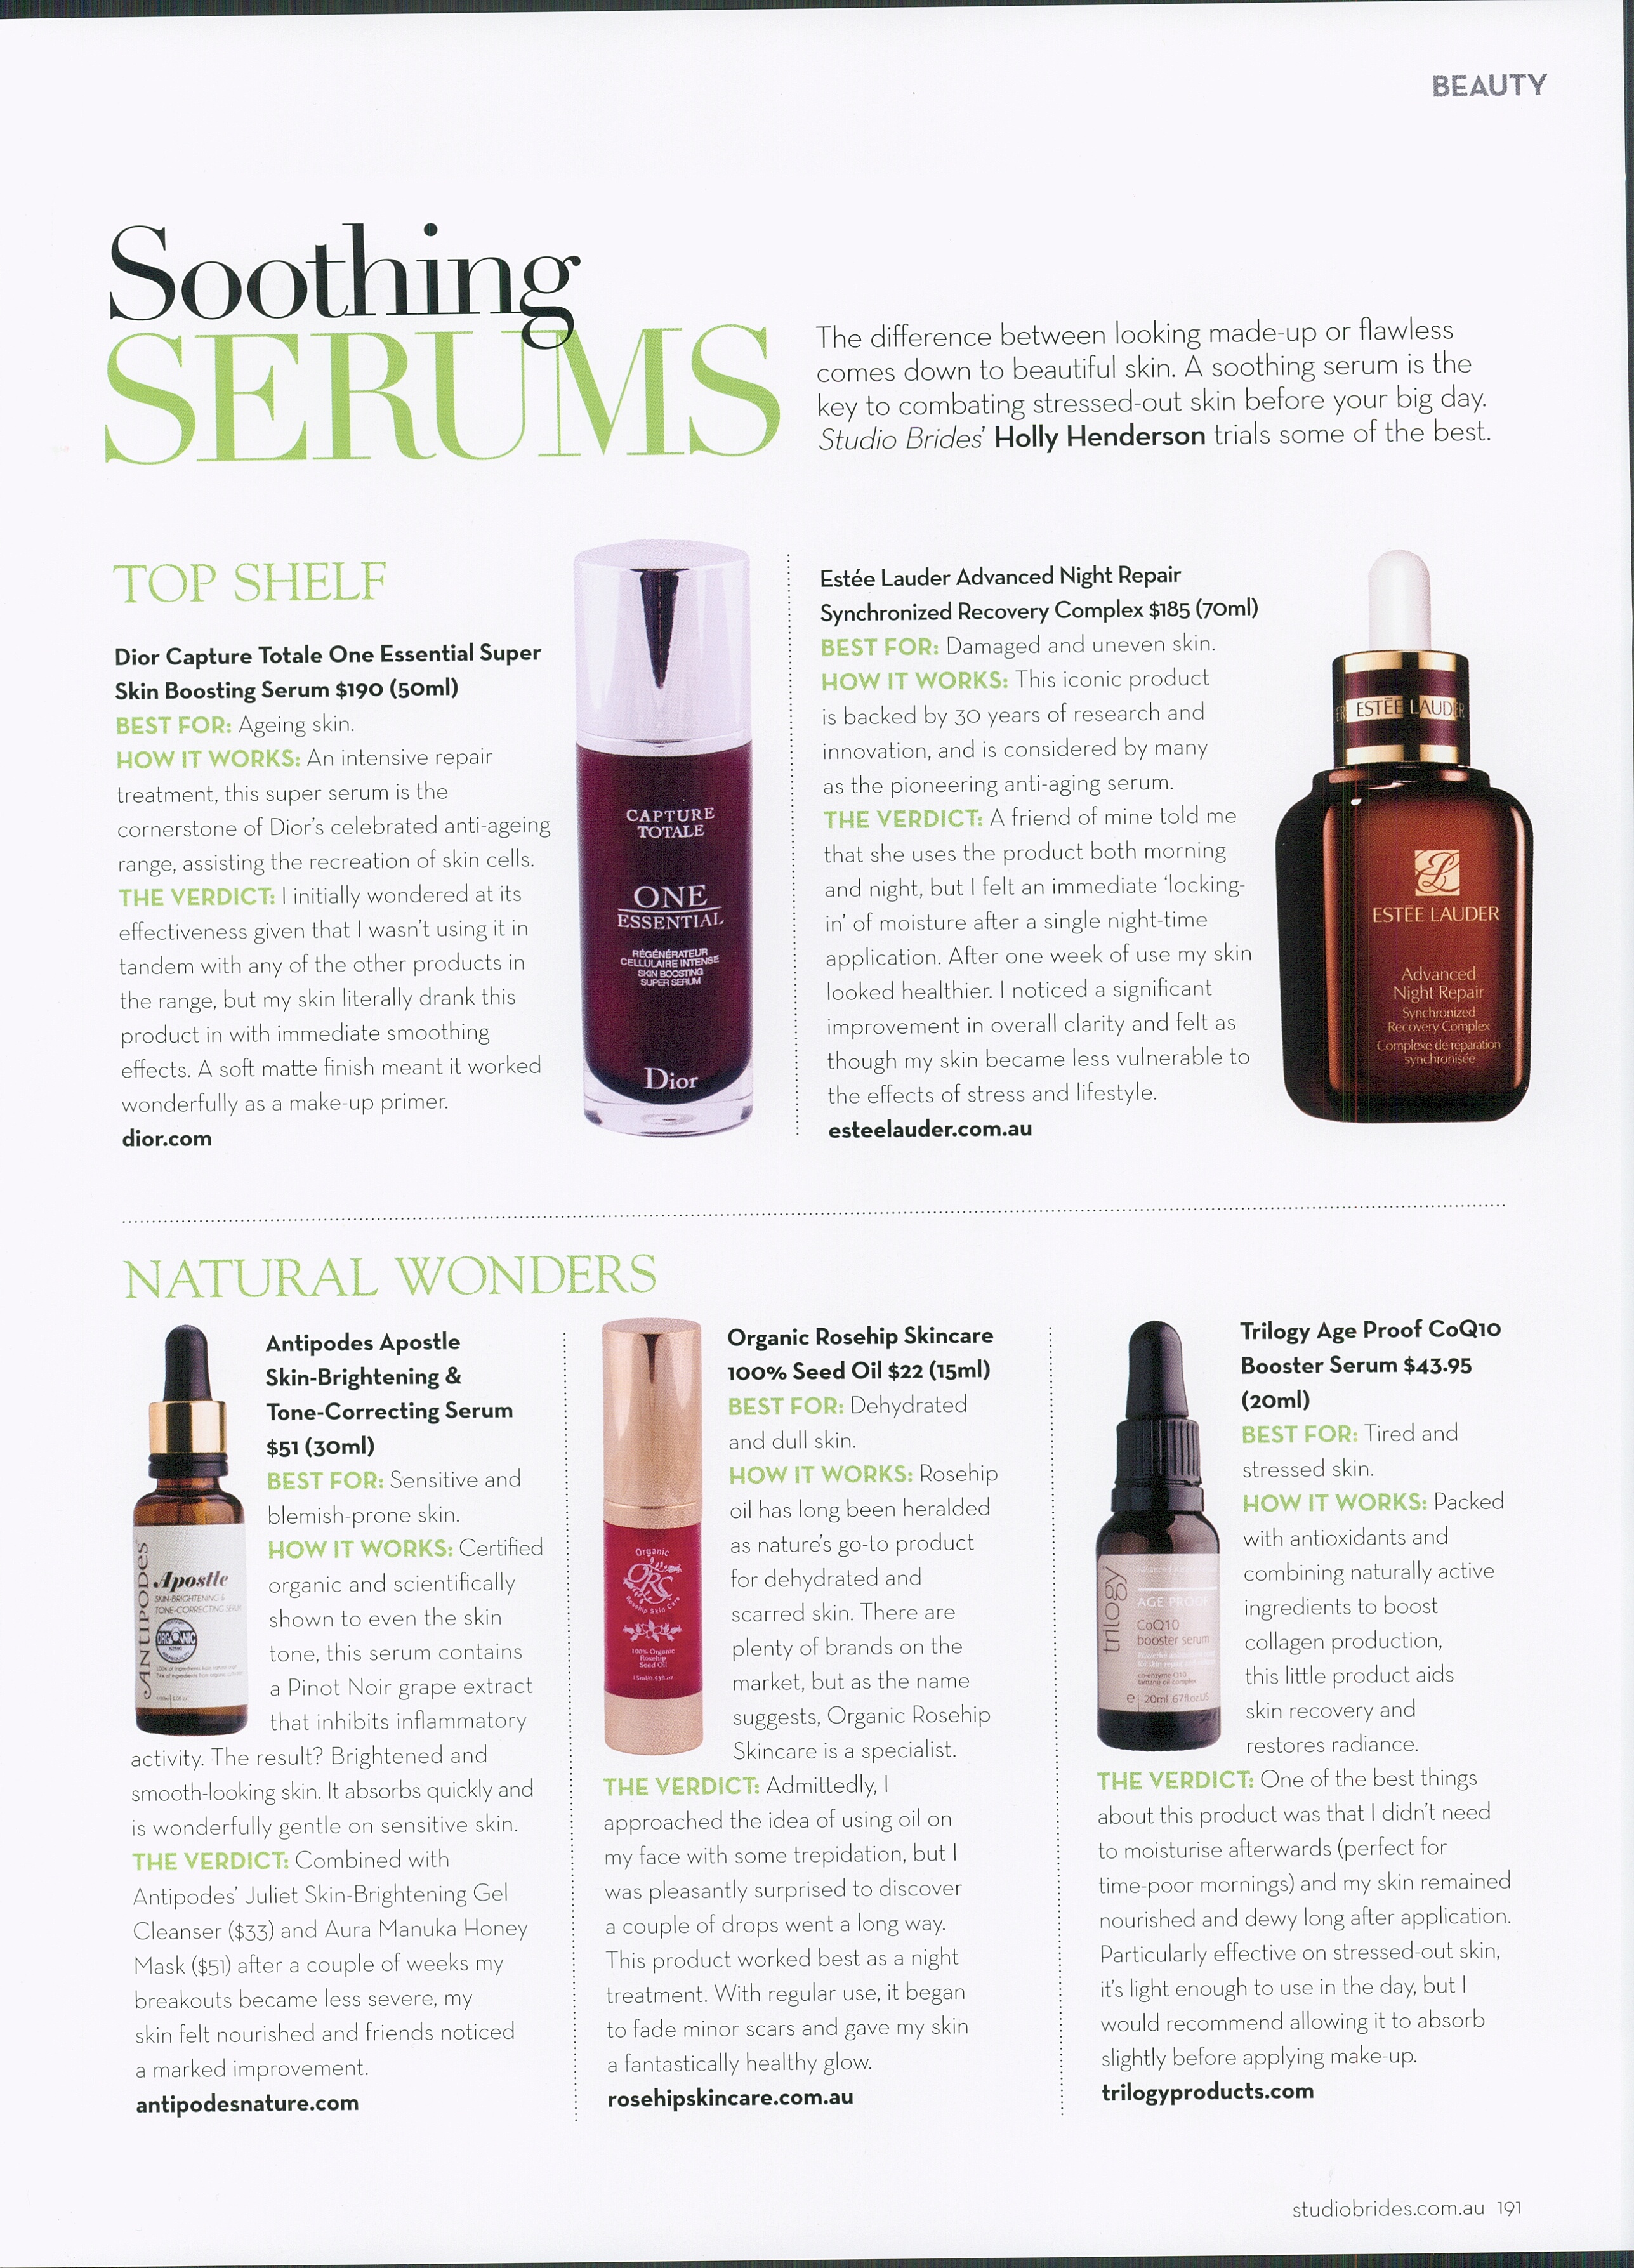 BEAUTY
Soothing
SERUMS
The difference between looking made-up or flawless
comes down to beautiful skin. A soothing serum is the
key to combating stressed-out skin before your big day.
Studio Brides' Holly Henderson trials some of the best.
TOP SHELF
Dior Capture Totale One Essential Super
Skin Boosting Serum $190 (50ml)
BEST FOR: Ageing skin.
HOW IT WORKS: An intensive repair
treatment, this super serum is the
cornerstone of Dior's celebrated anti-ageing
range, assisting the recreation of skin cells.
THE VERDICT: I initially wondered at its
effectiveness given that I wasn't using it in
tandem with any of the other products in
the range, but my skin literally drank this
product in with immediate smoothing
effects. A soft matte finish meant it worked
wonderfully as a make-up primer.
dior.com
CAPTURE
TOTALE
ONE
ESSENTIAL
RÉGÉNÉRATEUR
CELLULAIRE INTENSE
SKIN BOOSTING
SUPER SERUM
Dior
Estée Lauder Advanced Night Repair
Synchronized Recovery Complex $185 (70ml)
BEST FOR: Damaged and uneven skin.
HOW IT WORKS: This iconic product
is backed by 30 years of research and
innovation, and is considered by many
as the pioneering anti-aging serum.
THE VERDICT: A friend of mine told me
that she uses the product both morning
and night, but I felt an immediate 'locking-
in' of moisture after a single night-time
application. After one week of use my skin
looked healthier. I noticed a significant
improvement in overall clarity and felt as
though my skin became less vulnerable to
the effects of stress and lifestyle.
esteelauder.com.au
ER ESTĒE LAUDER
ESTĒE LAUDER
Advanced
Night Repair
Synchronized
Recovery Complex
Complexe de réparation
synchronisée
NATURAL WONDERS
Antipodes Apostle
Skin-Brightening &
Tone-Correcting Serum
$51 (30ml)
BEST FOR: Sensitive and
blemish-prone skin.
HOW IT WORKS: Certified
organic and scientifically
shown to even the skin
tone, this serum contains
a Pinot Noir grape extract
that inhibits inflammatory
activity. The result? Brightened and
smooth-looking skin. It absorbs quickly and
is wonderfully gentle on sensitive skin.
THE VERDICT: Combined with
Antipodes' Juliet Skin-Brightening Gel
Cleanser ($33) and Aura Manuka Honey
Mask ($51) after a couple of weeks my
breakouts became less severe, my
skin felt nourished and friends noticed
a marked improvement.
antipodesnature.com
ANTIPODES
Apostle
SKIN-BRIGHTENING &
TONE-CORRECTING SERUM
ORGANIC
Organic Rosehip Skincare
100% Seed Oil $22 (15ml)
BEST FOR: Dehydrated
and dull skin.
HOW IT WORKS: Rosehip
oil has long been heralded
as nature's go-to product
for dehydrated and
scarred skin. There are
plenty of brands on the
market, but as the name
suggests, Organic Rosehip
Skincare is a specialist.
THE VERDICT: Admittedly, I
approached the idea of using oil on
my face with some trepidation, but I
was pleasantly surprised to discover
a couple of drops went a long way.
This product worked best as a night
treatment. With regular use, it began
to fade minor scars and gave my skin
a fantastically healthy glow.
rosehipskincare.com.au
Organic
ORS
Rosehip Skin Care
100% Organic
Rosehip
Seed Oil
Trilogy Age Proof CoQ10
Booster Serum $43.95
(20ml)
BEST FOR: Tired and
stressed skin.
HOW IT WORKS: Packed
with antioxidants and
combining naturally active
ingredients to boost
collagen production,
this little product aids
skin recovery and
restores radiance.
THE VERDICT: One of the best things
about this product was that I didn't need
to moisturise afterwards (perfect for
time-poor mornings) and my skin remained
nourished and dewy long after application.
Particularly effective on stressed-out skin,
it's light enough to use in the day, but I
would recommend allowing it to absorb
slightly before applying make-up.
trilogyproducts.com
trilogy
AGE PROOF
CoQ10
booster serum
co-enzyme Q10
tamanu oil complex
e 20ml .67fl.oz.US
studiobrides.com.au 191